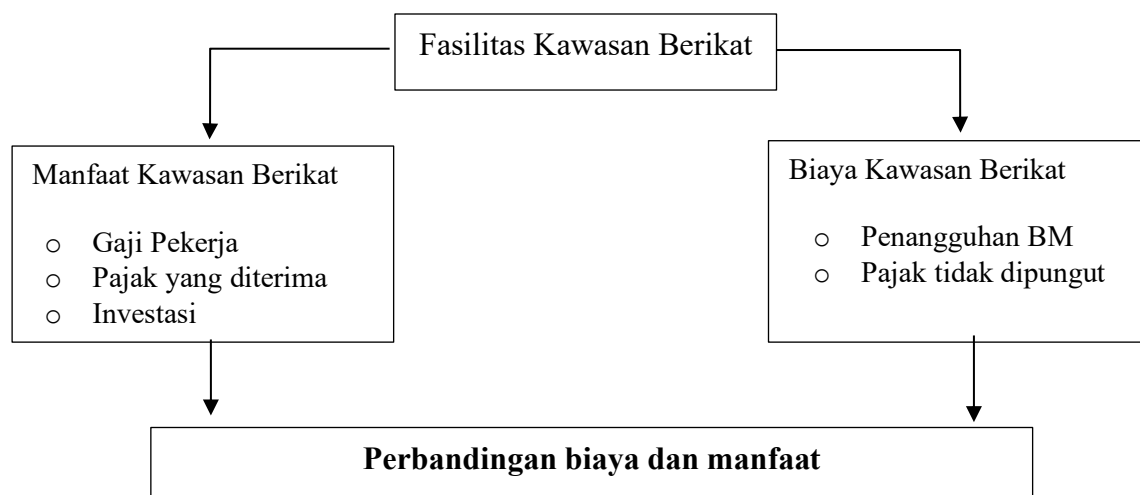 Fasilitas Kawasan Berikat
Manfaat Kawasan Berikat
o Gaji Pekerja
o Pajak yang diterima
o Investasi
Biaya Kawasan Berikat
o Penangguhan BM
o Pajak tidak dipungut
Perbandingan biaya dan manfaat